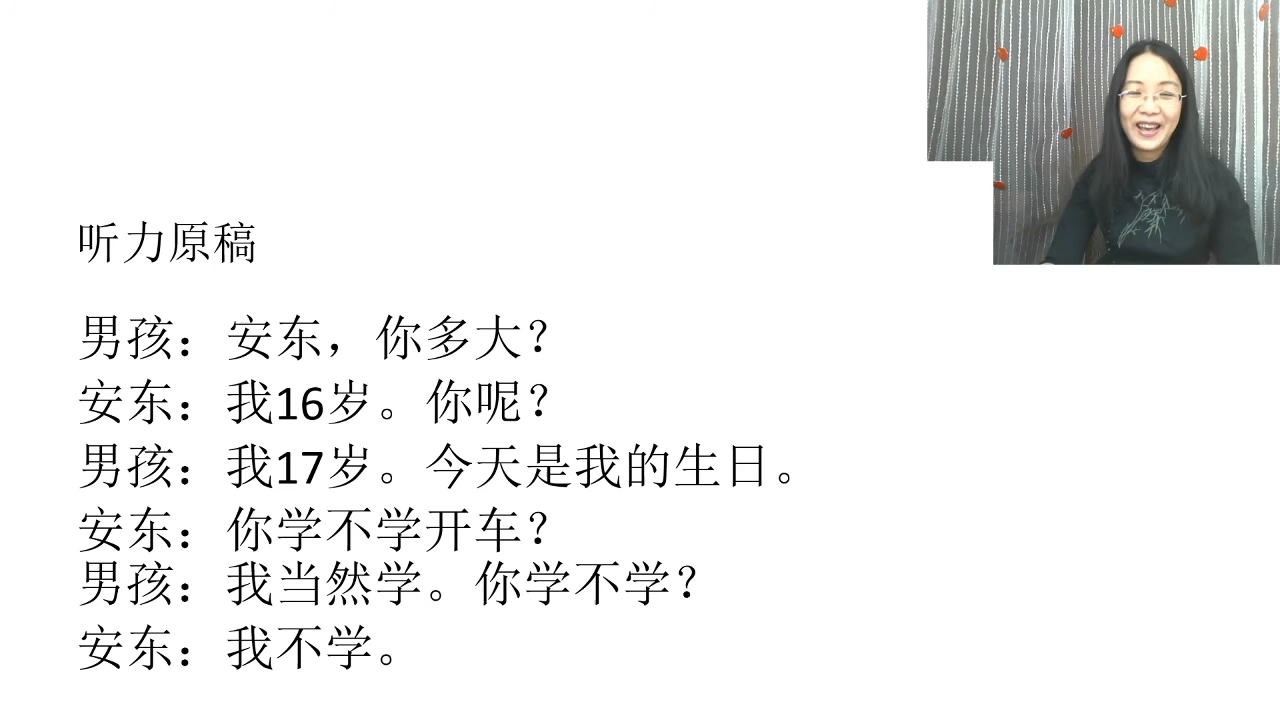 听力原稿
男孩：安东，你多大？
安东：我16岁。你呢？
男孩：我17岁。今天是我的生日。
安东：你学不学开车？
男孩：我当然学。你学不学？
安东：我不学。